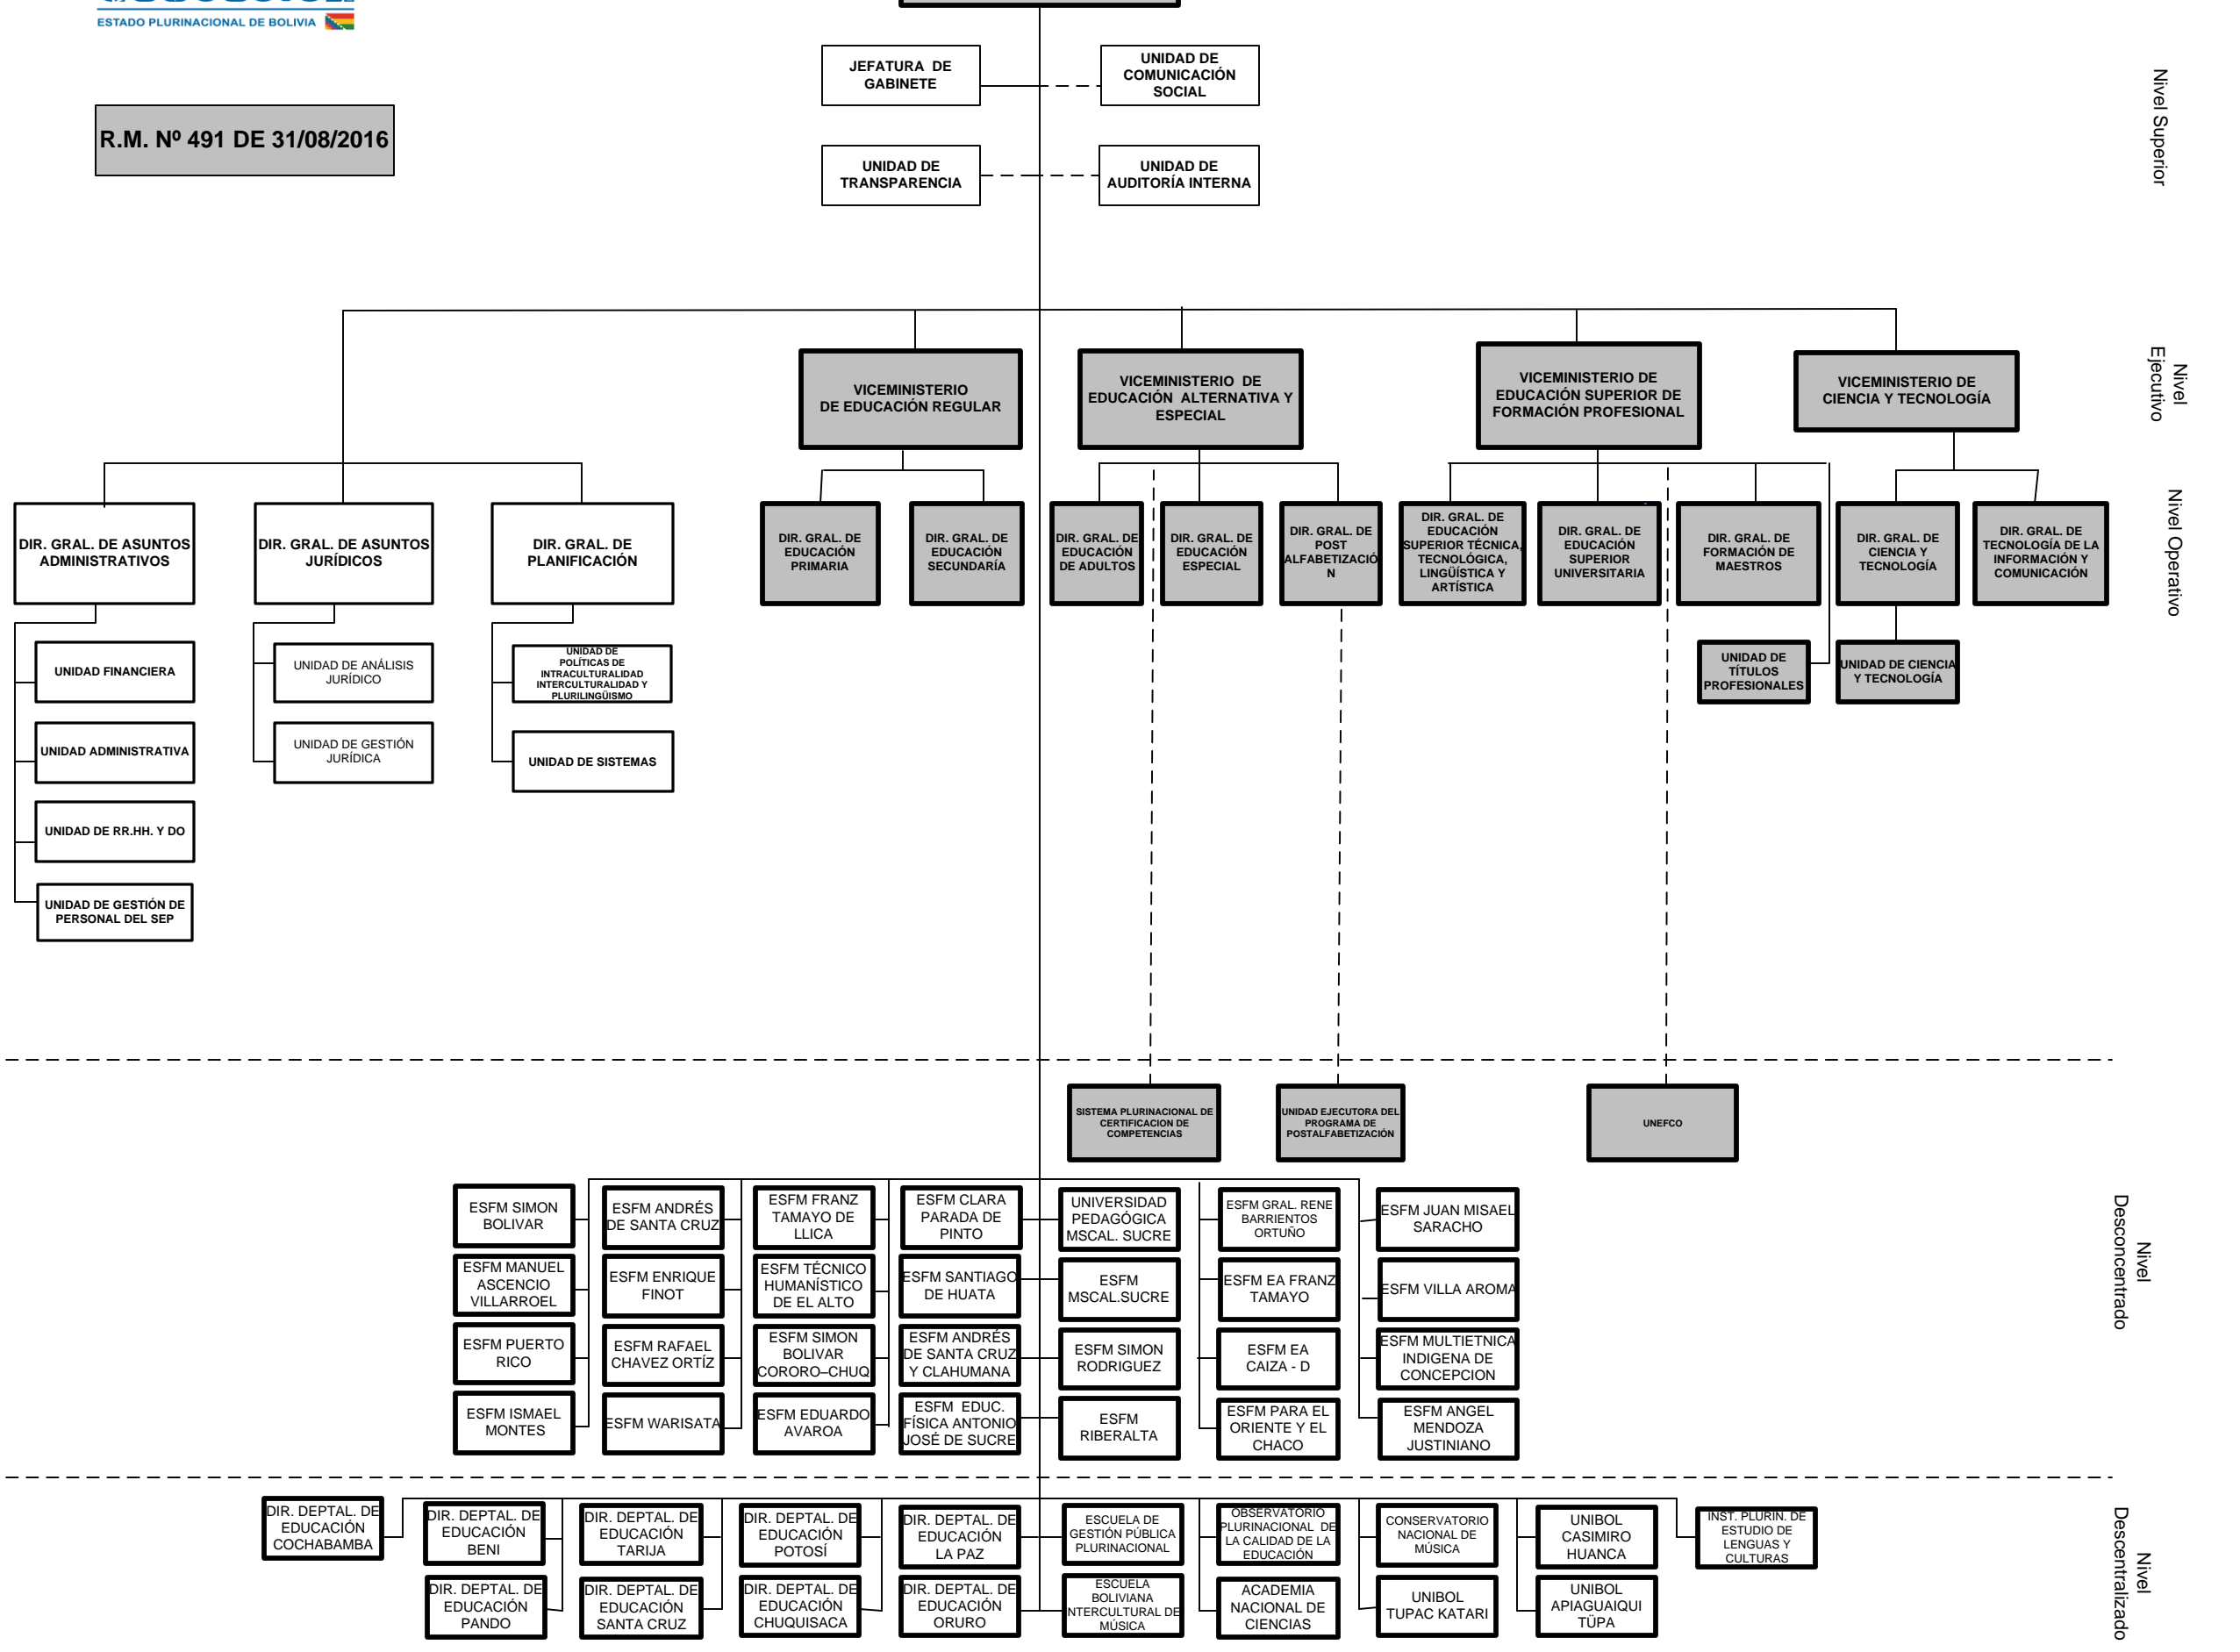 ESTADO PLURINACIONAL DE BOLIVIA
JEFATURA DE
GABINETE
UNIDAD DE
COMUNICACIÓN
SOCIAL
R.M. Nº 491 DE 31/08/2016
UNIDAD DE
TRANSPARENCIA
UNIDAD DE
AUDITORÍA INTERNA
Nivel Superior
VICEMINISTERIO
DE EDUCACIÓN REGULAR
VICEMINISTERIO DE
EDUCACIÓN ALTERNATIVA Y
ESPECIAL
VICEMINISTERIO DE
EDUCACIÓN SUPERIOR DE
FORMACIÓN PROFESIONAL
VICEMINISTERIO DE
CIENCIA Y TECNOLOGÍA
Nivel
Ejecutivo
DIR. GRAL. DE ASUNTOS
ADMINISTRATIVOS
DIR. GRAL. DE ASUNTOS
JURÍDICOS
DIR. GRAL. DE
PLANIFICACIÓN
DIR. GRAL. DE
EDUCACIÓN
PRIMARIA
DIR. GRAL. DE
EDUCACIÓN
SECUNDARÍA
DIR. GRAL. DE
EDUCACIÓN
DE ADULTOS
DIR. GRAL. DE
EDUCACIÓN
ESPECIAL
DIR. GRAL. DE
POST
ALFABETIZACIÓ
N
DIR. GRAL. DE
EDUCACIÓN
SUPERIOR TÉCNICA,
TECNOLÓGICA,
LINGÜÍSTICA Y
ARTÍSTICA
DIR. GRAL. DE
EDUCACIÓN
SUPERIOR
UNIVERSITARIA
DIR. GRAL. DE
FORMACIÓN DE
MAESTROS
DIR. GRAL. DE
CIENCIA Y
TECNOLOGÍA
DIR. GRAL. DE
TECNOLOGÍA DE LA
INFORMACIÓN Y
COMUNICACIÓN
Nivel Operativo
UNIDAD FINANCIERA
UNIDAD DE ANÁLISIS
JURÍDICO
UNIDAD DE
POLÍTICAS DE
INTRACULTURALIDAD
INTERCULTURALIDAD Y
PLURILINGÜISMO
UNIDAD DE
TÍTULOS
PROFESIONALES
UNIDAD DE CIENCIA
Y TECNOLOGÍA
UNIDAD ADMINISTRATIVA
UNIDAD DE GESTIÓN
JURÍDICA
UNIDAD DE SISTEMAS
UNIDAD DE RR.HH. Y DO
UNIDAD DE GESTIÓN DE
PERSONAL DEL SEP
SISTEMA PLURINACIONAL DE
CERTIFICACION DE
COMPETENCIAS
UNIDAD EJECUTORA DEL
PROGRAMA DE
POSTALFABETIZACIÓN
UNEFCO
ESFM SIMON
BOLIVAR
ESFM ANDRÉS
DE SANTA CRUZ
ESFM FRANZ
TAMAYO DE
LLICA
ESFM CLARA
PARADA DE
PINTO
UNIVERSIDAD
PEDAGÓGICA
MSCAL. SUCRE
ESFM GRAL. RENE
BARRIENTOS
ORTUÑO
ESFM JUAN MISAEL
SARACHO
ESFM MANUEL
ASCENCIO
VILLARROEL
ESFM ENRIQUE
FINOT
ESFM TÉCNICO
HUMANÍSTICO
DE EL ALTO
ESFM SANTIAGO
DE HUATA
ESFM
MSCAL.SUCRE
ESFM EA FRANZ
TAMAYO
ESFM VILLA AROMA
Nivel
Desconcentrado
ESFM PUERTO
RICO
ESFM RAFAEL
CHAVEZ ORTÍZ
ESFM SIMON
BOLIVAR
CORORO–CHUQ
ESFM ANDRÉS
DE SANTA CRUZ
Y CLAHUMANA
ESFM SIMON
RODRIGUEZ
ESFM EA
CAIZA - D
ESFM MULTIETNICA
INDIGENA DE
CONCEPCION
ESFM ISMAEL
MONTES
ESFM WARISATA
ESFM EDUARDO
AVAROA
ESFM EDUC.
FÍSICA ANTONIO
JOSÉ DE SUCRE
ESFM
RIBERALTA
ESFM PARA EL
ORIENTE Y EL
CHACO
ESFM ANGEL
MENDOZA
JUSTINIANO
DIR. DEPTAL. DE
EDUCACIÓN
COCHABAMBA
DIR. DEPTAL. DE
EDUCACIÓN
BENI
DIR. DEPTAL. DE
EDUCACIÓN
TARIJA
DIR. DEPTAL. DE
EDUCACIÓN
POTOSÍ
DIR. DEPTAL. DE
EDUCACIÓN
LA PAZ
ESCUELA DE
GESTIÓN PÚBLICA
PLURINACIONAL
OBSERVATORIO
PLURINACIONAL DE
LA CALIDAD DE LA
EDUCACIÓN
CONSERVATORIO
NACIONAL DE
MÚSICA
UNIBOL
CASIMIRO
HUANCA
INST. PLURIN. DE
ESTUDIO DE
LENGUAS Y
CULTURAS
DIR. DEPTAL. DE
EDUCACIÓN
PANDO
DIR. DEPTAL. DE
EDUCACIÓN
SANTA CRUZ
DIR. DEPTAL. DE
EDUCACIÓN
CHUQUISACA
DIR. DEPTAL. DE
EDUCACIÓN
ORURO
ESCUELA
BOLIVIANA
NTERCULTURAL DE
MÚSICA
ACADEMIA
NACIONAL DE
CIENCIAS
UNIBOL
TUPAC KATARI
UNIBOL
APIAGUAIQUI
TÜPA
Nivel
Descentralizado